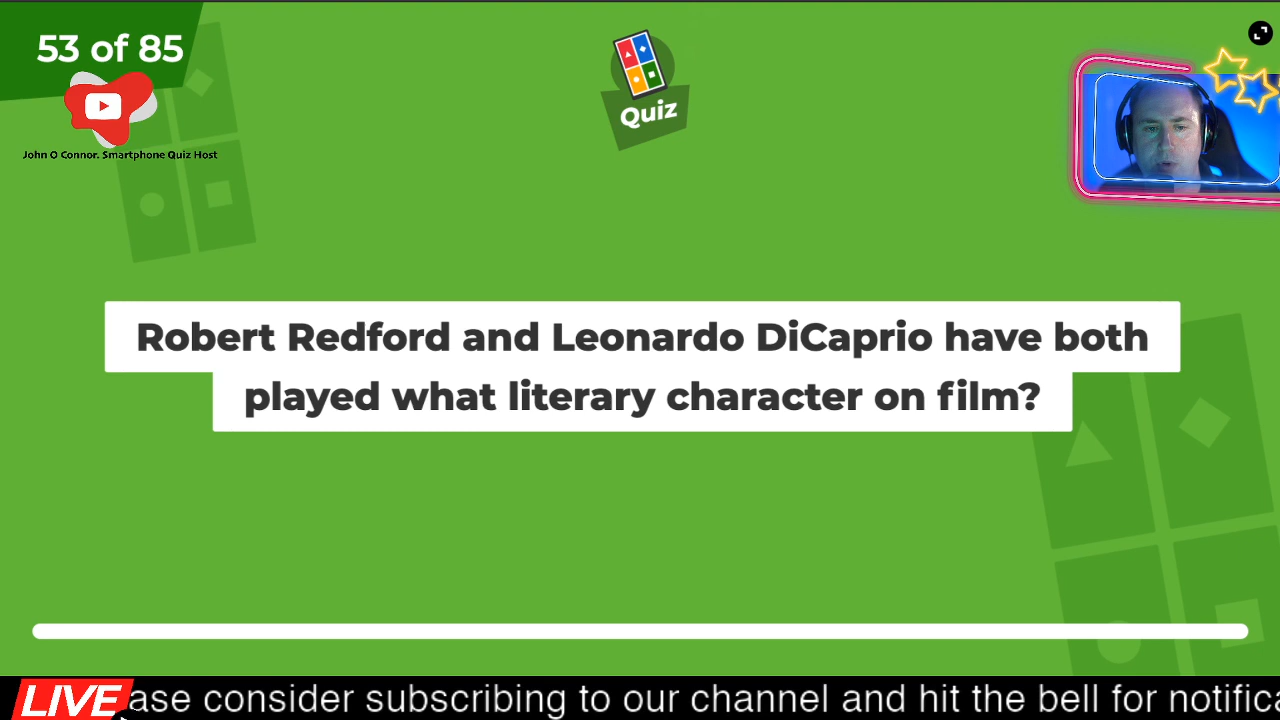 53 of 85
Quiz
John O Connor. Smartphone Quiz Host
Robert Redford and Leonardo DiCaprio have both
played what literary character on film?
LIVE
ase consider subscribing to our channel and hit the bell for notifica